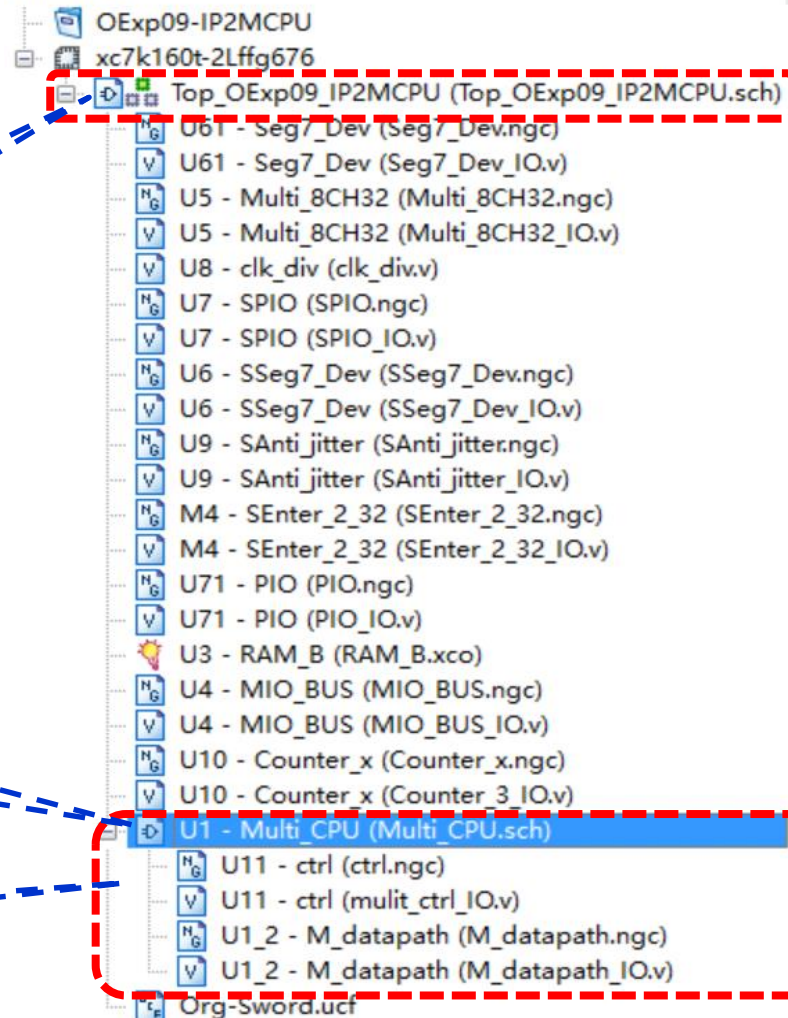 OExp09-IP2MCPU
xc7k160t-2Lffg676
Top_OExp09_IP2MCPU (Top_OExp09_IP2MCPU.sch)
U61 - Seg7_Dev (Seg7_Dev.ngc)
U61 - Seg7_Dev (Seg7_Dev_IO.v)
U5 - Multi_8CH32 (Multi_8CH32.ngc)
U5 - Multi_8CH32 (Multi_8CH32_IO.v)
U8 - clk_div (clk_div.v)
U7 - SPIO (SPIO.ngc)
U7 - SPIO (SPIO_IO.v)
U6 - SSeg7_Dev (SSeg7_Dev.ngc)
U6 - SSeg7_Dev (SSeg7_Dev_IO.v)
U9 - SAnti_jitter (SAnti_jitter.ngc)
U9 - SAnti_jitter (SAnti_jitter_IO.v)
M4 - SEnter_2_32 (SEnter_2_32.ngc)
M4 - SEnter_2_32 (SEnter_2_32_IO.v)
U71 - PIO (PIO.ngc)
U71 - PIO (PIO_IO.v)
U3 - RAM_B (RAM_B.xco)
U4 - MIO_BUS (MIO_BUS.ngc)
U4 - MIO_BUS (MIO_BUS_IO.v)
U10 - Counter_x (Counter_x.ngc)
U10 - Counter_x (Counter_3_IO.v)
U1 - Multi_CPU (Multi_CPU.sch)
U11 - ctrl (ctrl.ngc)
U11 - ctrl (mulit_ctrl_IO.v)
U1_2 - M_datapath (M_datapath.ngc)
U1_2 - M_datapath (M_datapath_IO.v)
Org-Sword.ucf